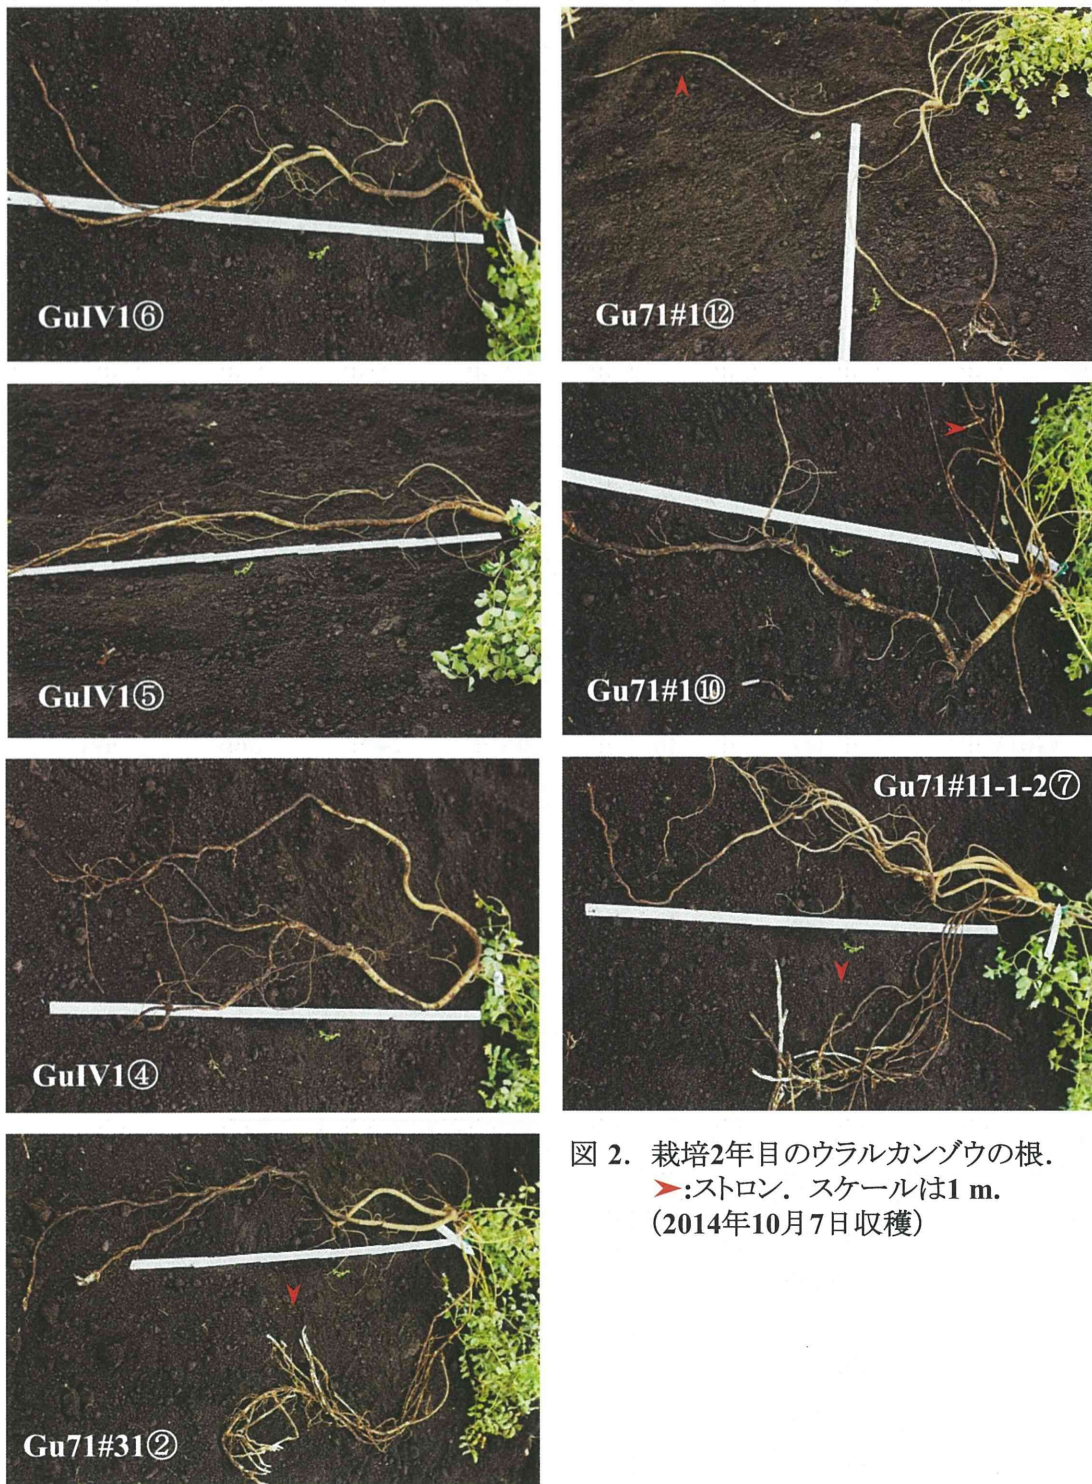 GuIV1⑥
Gu71#1⑫
GuIV1⑤
Gu71#1⑩
GuIV1④
Gu71#11-1-2⑦
Gu71#31②
図 2. 栽培2年目のウラルカンゾウの根.
:ストロン. スケールは1 m.
(2014年10月7日収穫)